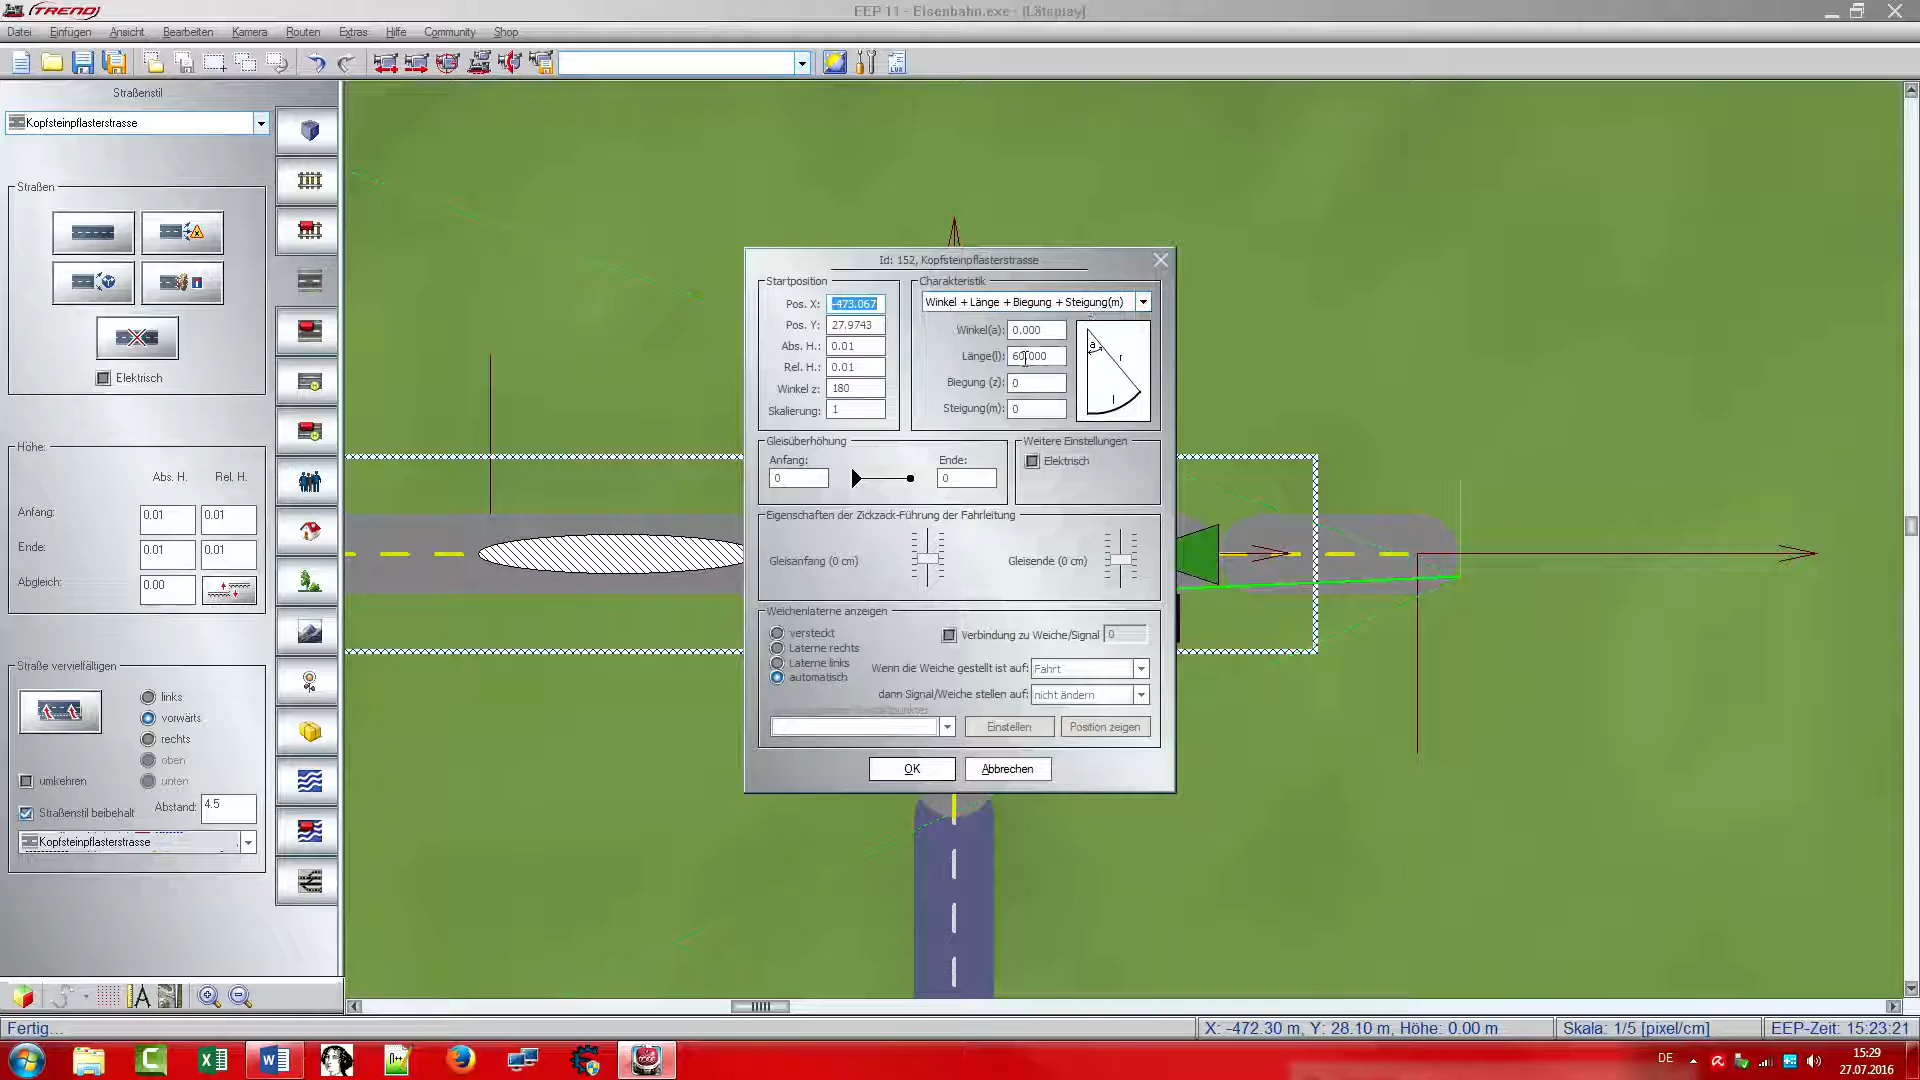 TREND
EEP 11 - Eisenbahn.exe - [Lätsplay]
Datei Einfügen Ansicht Bearbeiten Kamera Routen Extras Hilfe Community Shop
LUA
Straßenstil
Kopfsteinpflasterstrasse
Straßen
Elektrisch
Höhe:
Abs. H. Rel. H.
Anfang: 0.01 0.01
Ende: 0.01 0.01
Abgleich: 0.00
Straße vervielfältigen
links
vorwärts
rechts
oben
umkehren unten
Straßenstil beibehalt Abstand: 4.5
Kopfsteinpflasterstrasse
Id: 152, Kopfsteinpflasterstrasse
Startposition
Pos. X: -473.067
Pos. Y: 27.9743
Abs. H.: 0.01
Rel. H.: 0.01
Winkel z: 180
Skalierung: 1
Charakteristik
Winkel + Länge + Biegung + Steigung(m)
Winkel(a): 0.000
Länge(l): 60.000
Biegung (z): 0
Steigung(m): 0
a
r
l
Gleisüberhöhung
Anfang: Ende:
0 0
Weitere Einstellungen
Elektrisch
Eigenschaften der Zickzack-Führung der Fahrleitung
Gleisanfang (0 cm) Gleisende (0 cm)
Weichenlaterne anzeigen
versteckt
Laterne rechts
Laterne links
automatisch
Verbindung zu Weiche/Signal 0
Wenn die Weiche gestellt ist auf: Fahrt
dann Signal/Weiche stellen auf: nicht ändern
Einstellen Position zeigen
OK Abbrechen
Fertig...
X: -472.30 m, Y: 28.10 m, Höhe: 0.00 m
Skala: 1/5 [pixel/cm]
EEP-Zeit: 15:23:21
DE
15:29
27.07.2016